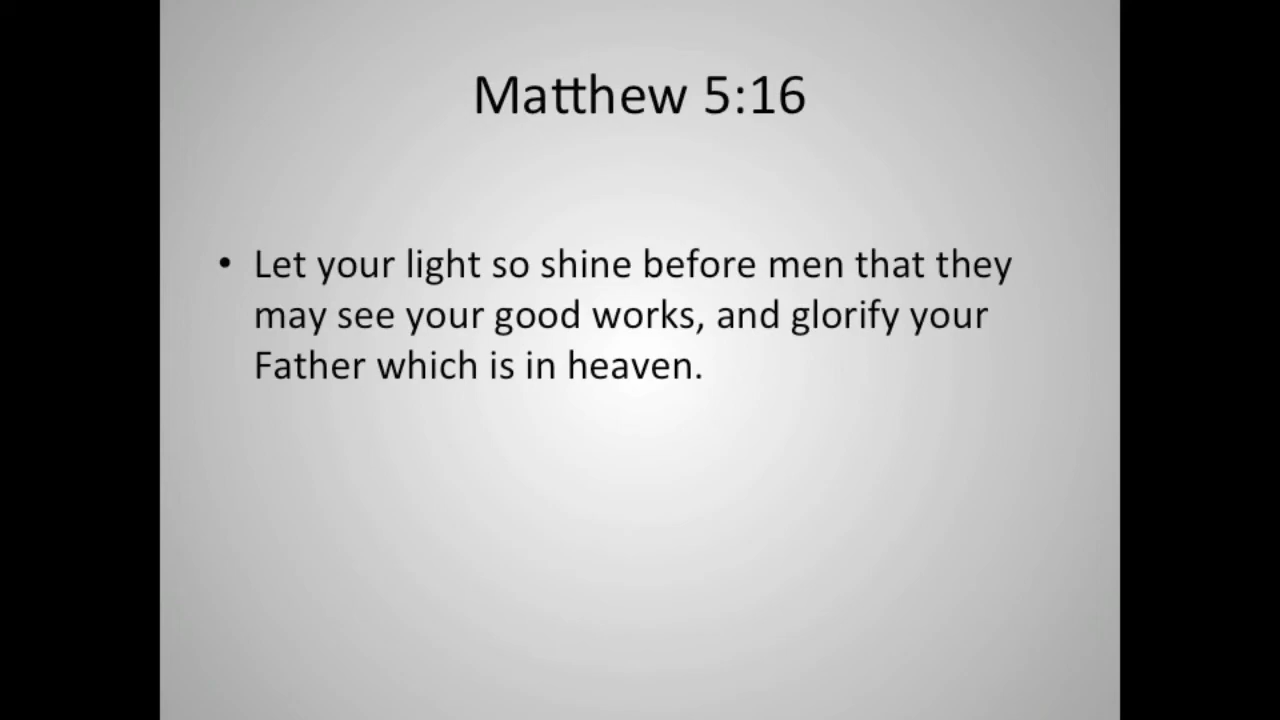 Matthew 5:16
• Let your light so shine before men that they
may see your good works, and glorify your
Father which is in heaven.